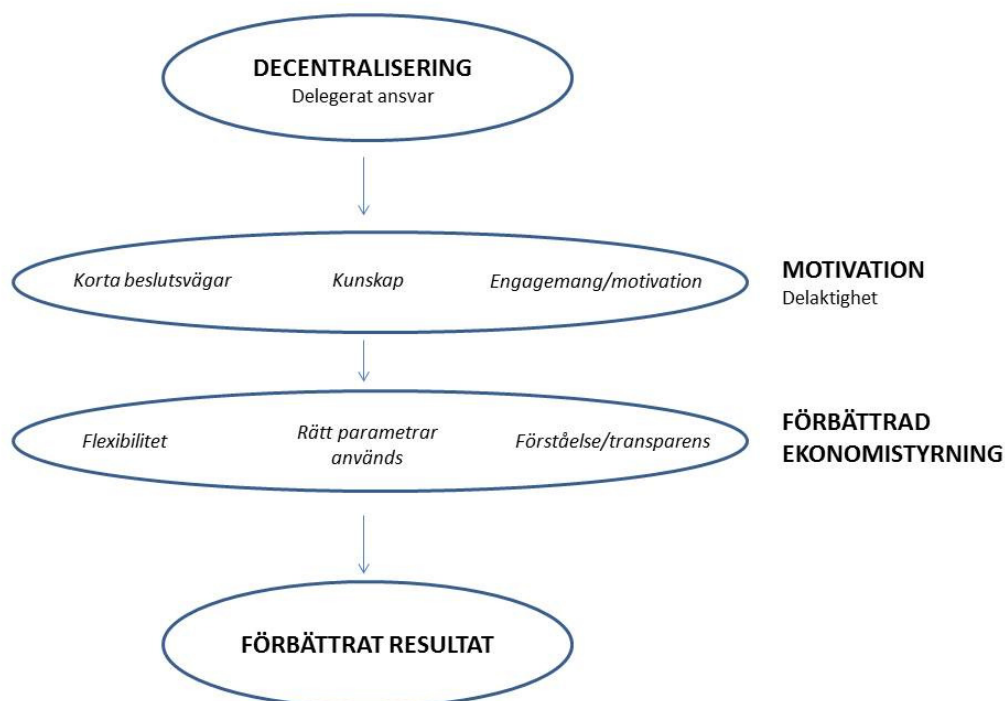 DECENTRALISERING
Delegerat ansvar
Korta beslutsvägar
Kunskap
Engagemang/motivation
MOTIVATION
Delaktighet
Flexibilitet
Rätt parametrar
används
Förståelse/transparens
FÖRBÄTTRAD
EKONOMISTYRNING
FÖRBÄTTRAT RESULTAT